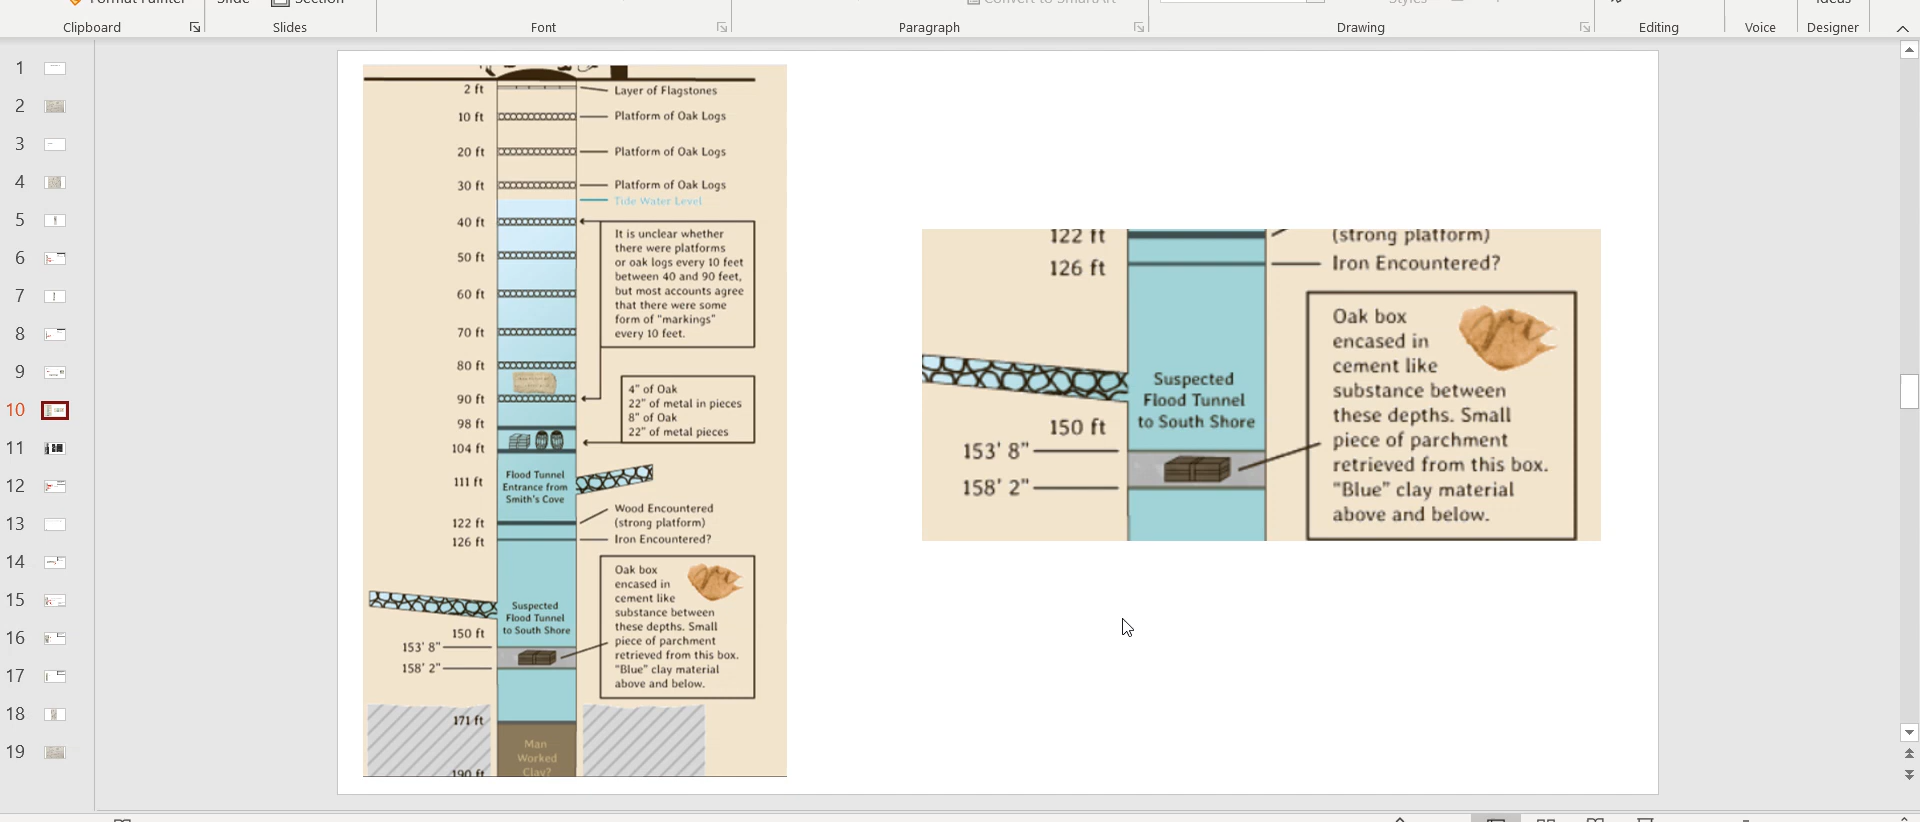 Format Painter
Slide
Section
Convert to SmartArt
Styles
Ideas
Clipboard
Slides
Font
Paragraph
Drawing
Editing
Voice
Designer
1
2
3
4
5
6
7
8
9
10
11
12
13
14
15
16
17
18
19
2 ft
Layer of Flagstones
10 ft
Platform of Oak Logs
20 ft
Platform of Oak Logs
30 ft
Platform of Oak Logs
Tide Water Level
40 ft
It is unclear whether
there were platforms
or oak logs every 10 feet
between 40 and 90 feet,
but most accounts agree
that there were some
form of "markings"
every 10 feet.
50 ft
60 ft
70 ft
80 ft
90 ft
4" of Oak
22" of metal in pieces
8" of Oak
22" of metal pieces
98 ft
104 ft
Flood Tunnel
Entrance from
Smith's Cove
111 ft
122 ft
Wood Encountered
(strong platform)
126 ft
Iron Encountered?
Oak box
encased in
cement like
substance between
these depths. Small
piece of parchment
retrieved from this box.
"Blue" clay material
above and below.
Suspected
Flood Tunnel
to South Shore
150 ft
153' 8"
158' 2"
171 ft
Man
Worked
Clay?
190 ft
122 ft
(strong platform)
126 ft
Iron Encountered?
Oak box
encased in
cement like
substance between
these depths. Small
piece of parchment
retrieved from this box.
"Blue" clay material
above and below.
Suspected
Flood Tunnel
to South Shore
150 ft
153' 8"
158' 2"